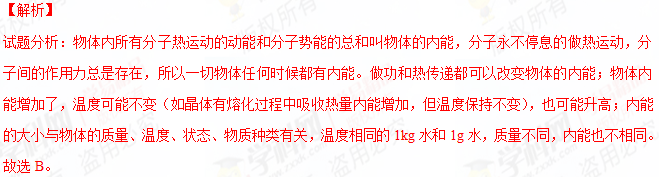 【解析】
试题分析：物体内所有分子热运动的动能和分子势能的总和叫物体的内能，分子永不停息的做热运动，分
子间的作用力总是存在，所以一切物体任何时候都有内能。做功和热传递都可以改变物体的内能；物体内
能增加了，温度可能不变（如晶体有熔化过程中吸收热量内能增加，但温度保持不变），也可能升高；内能
的大小与物体的质量、温度、状态、物质种类有关，温度相同的 1kg 水和 1g 水，质量不同，内能也不相同。
故选 B。